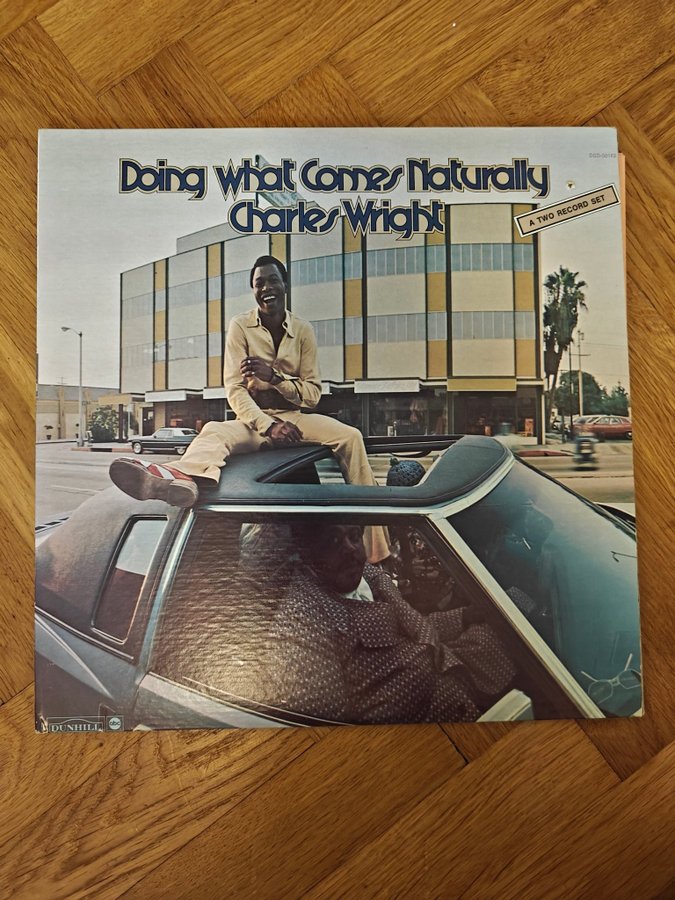 Doing what Comes Naturally
Charles Wright
A TWO RECORD SET
DUNHILL
abc